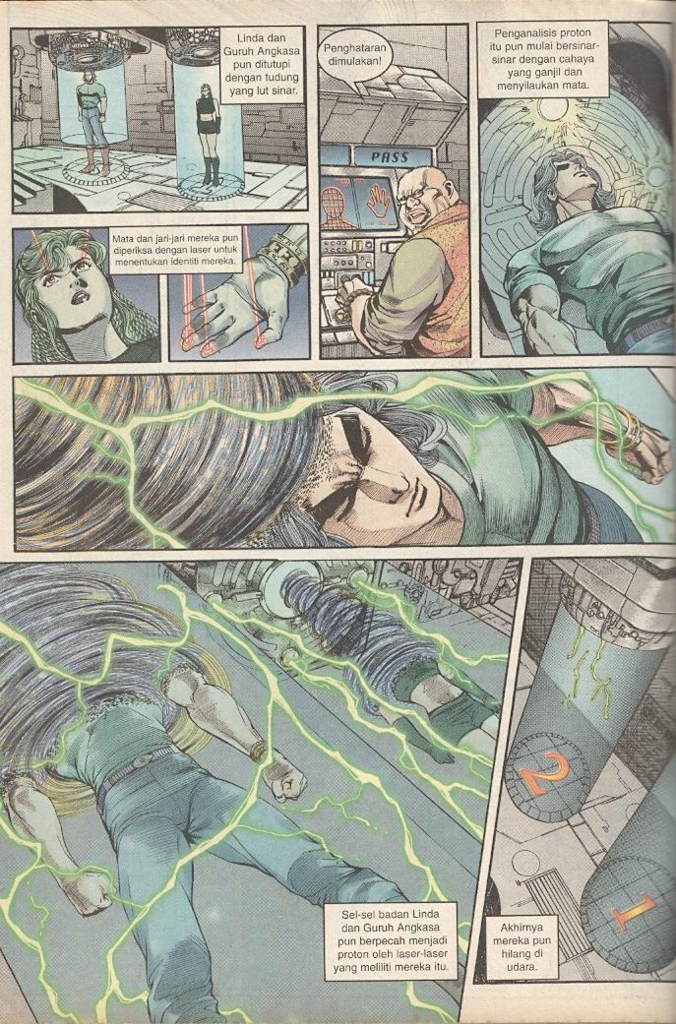 Linda dan
Guruh Angkasa
pun ditutupi
dengan tudung
yang lut sinar.
Penghataran
dimulakan!
PASS
Penganalisis proton
itu pun mulai bersinar-
sinar dengan cahaya
yang ganjil dan
menyilaukan mata.
Mata dan jari-jari mereka pun
diperiksa dengan laser untuk
menentukan identiti mereka.
Sel-sel badan Linda
dan Guruh Angkasa
pun berpecah menjadi
proton oleh laser-laser
yang meliliti mereka itu.
2
1
Akhirnya
mereka pun
hilang di
udara.